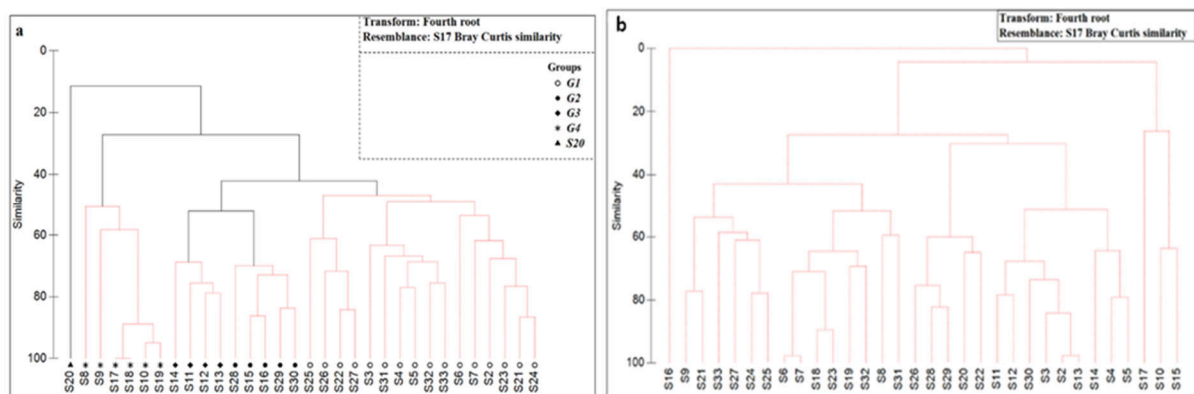 a
Transform: Fourth root
Resemblance: S17 Bray Curtis similarity
Groups
G1
G2
G3
G4
S20
Similarity
0
20
40
60
80
100
S20 S8 S9 S17 S18 S10 S19 S14 S11 S12 S13 S28 S15 S16 S29 S30 S25 S26 S22 S27 S3 S31 S4 S5 S32 S33 S6 S7 S2 S23 S21 S24
b
Transform: Fourth root
Resemblance: S17 Bray Curtis similarity
Similarity
0
20
40
60
80
100
S16 S9 S21 S33 S27 S24 S25 S6 S7 S18 S23 S19 S32 S8 S31 S26 S28 S29 S20 S22 S11 S12 S30 S3 S2 S13 S14 S4 S5 S17 S10 S15